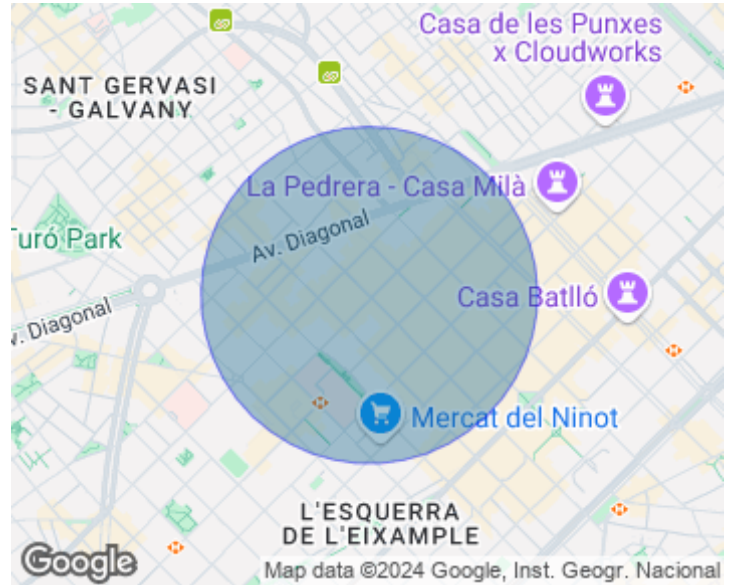 Casa de les Punxes
x Cloudworks
SANT GERVASI
- GALVANY
La Pedrera - Casa Milà
Turó Park
Av. Diagonal
Casa Batlló
v. Diagonal
Mercat del Ninot
L'ESQUERRA
DE L'EIXAMPLE
Google
Map data ©2024 Google, Inst. Geogr. Nacional